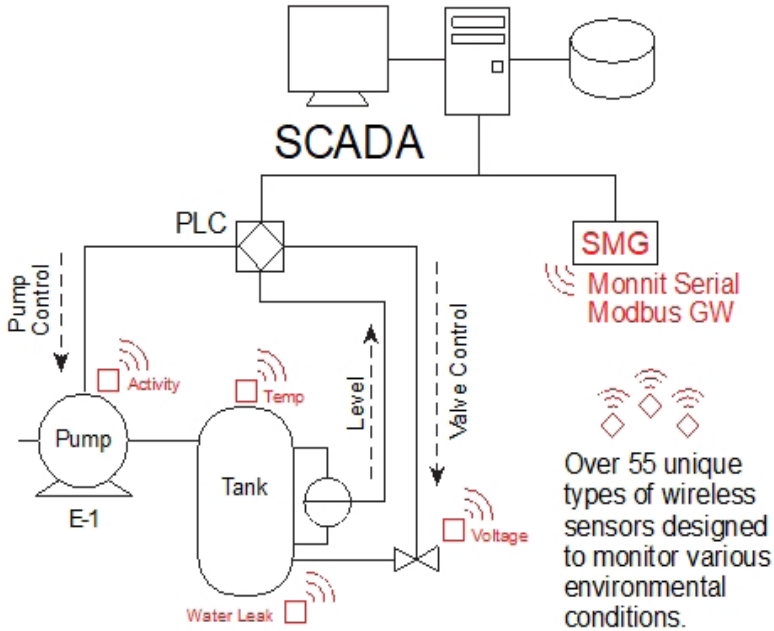 SCADA
PLC
SMG
Monnit Serial
Modbus GW
Pump
Control
Activity
Temp
Level
Valve Control
Pump
Tank
E-1
Voltage
Water Leak
Over 55 unique
types of wireless
sensors designed
to monitor various
environmental
conditions.